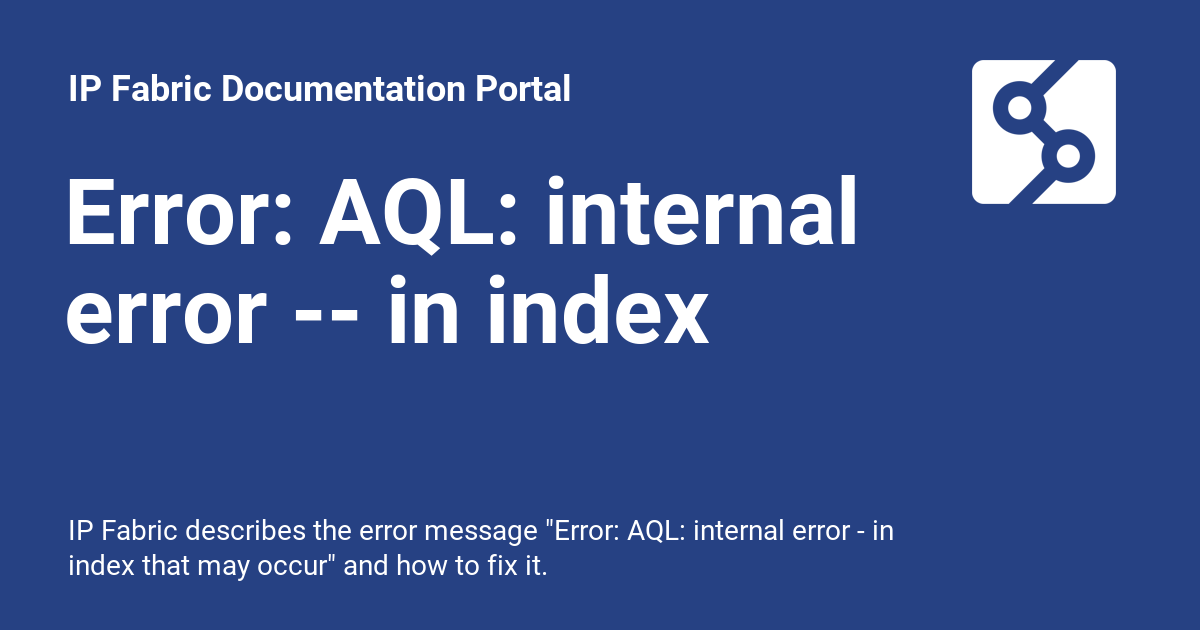 IP Fabric Documentation Portal
Error: AQL: internal
error -- in index
IP Fabric describes the error message "Error: AQL: internal error - in
index that may occur" and how to fix it.